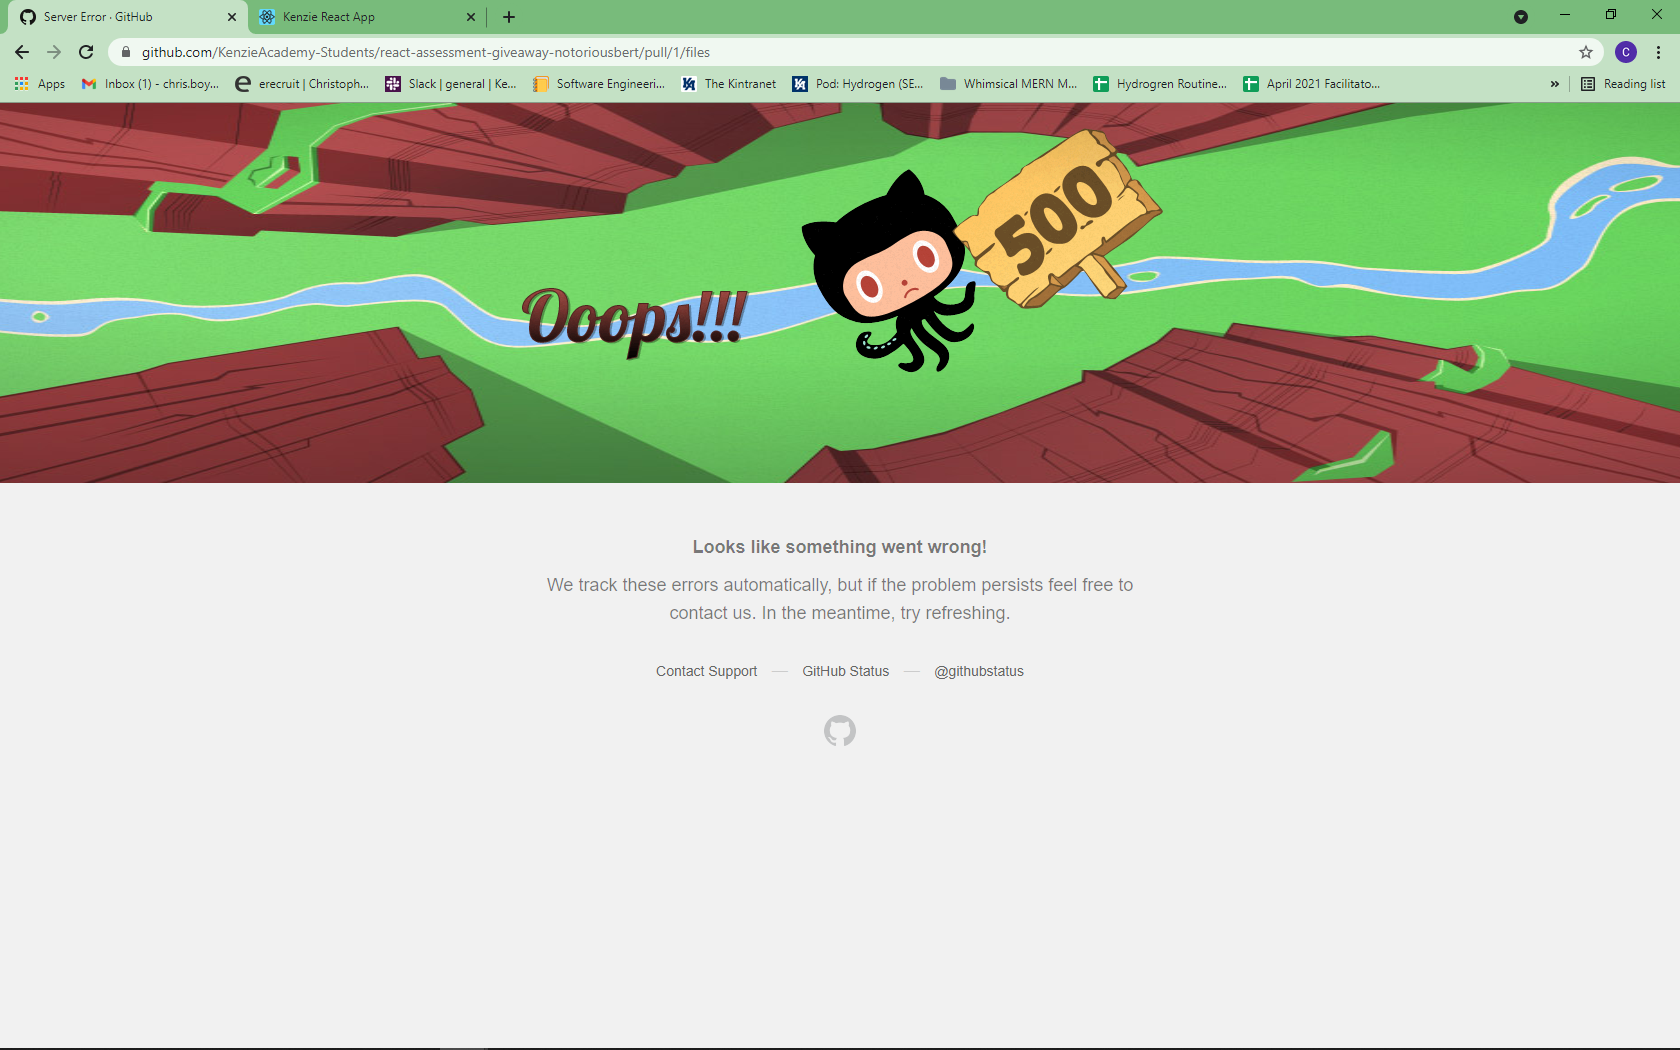 Server Error · GitHub
Kenzie React App
github.com/KenzieAcademy-Students/react-assessment-giveaway-notoriousbert/pull/1/files
C
Apps
Inbox (1) - chris.boy...
erecruit | Christoph...
Slack | general | Ke...
Software Engineeri...
The Kintranet
Pod: Hydrogen (SE...
Whimsical MERN M...
Hydrogren Routine...
April 2021 Facilitato...
»
Reading list
500
Ooops!!!
Looks like something went wrong!
We track these errors automatically, but if the problem persists feel free to
contact us. In the meantime, try refreshing.
Contact Support — GitHub Status — @githubstatus